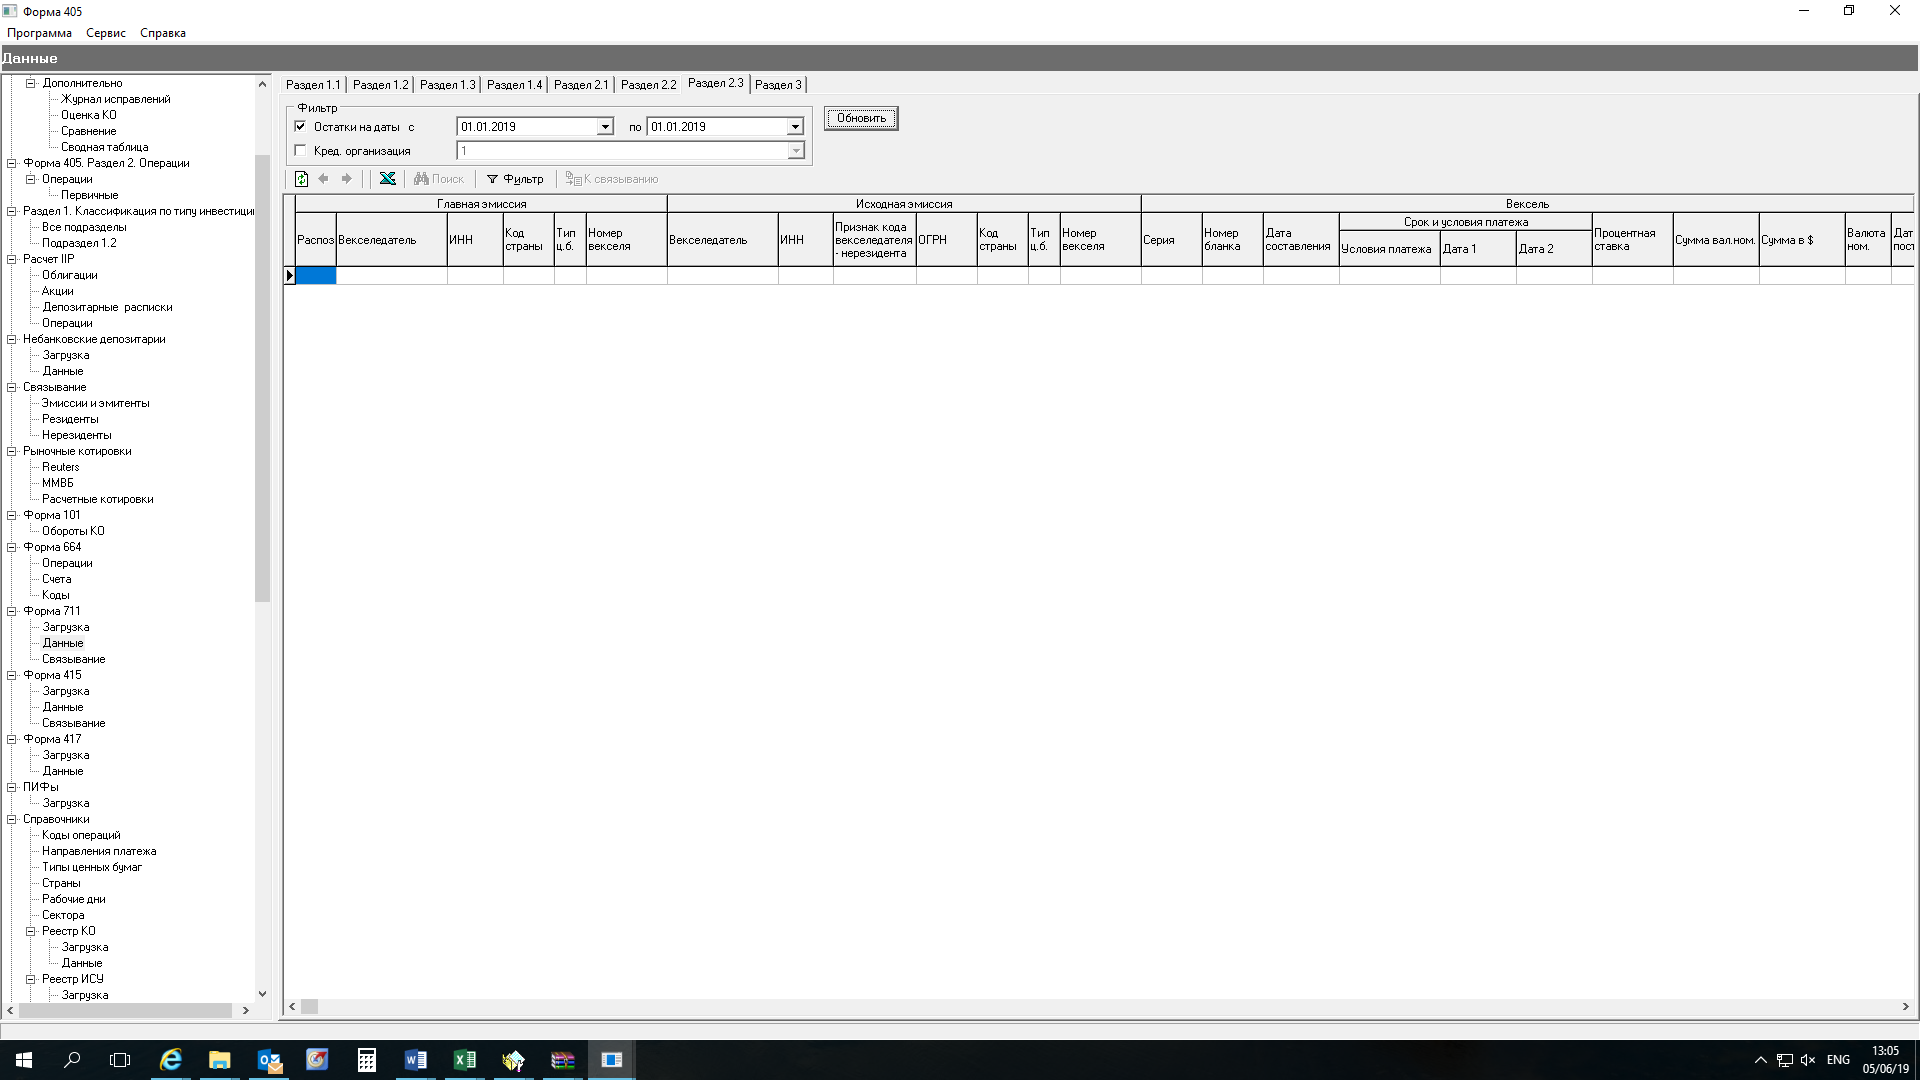 Форма 405
Программа Сервис Справка
Данные
Дополнительно
Журнал исправлений
Оценка КО
Сравнение
Сводная таблица
Форма 405. Раздел 2. Операции
Операции
Первичные
Раздел 1. Классификация по типу инвестици
Все подразделы
Подраздел 1.2
Расчет IIP
Облигации
Акции
Депозитарные расписки
Операции
Небанковские депозитарии
Загрузка
Данные
Связывание
Эмиссии и эмитенты
Резиденты
Нерезиденты
Рыночные котировки
Reuters
ММВБ
Расчетные котировки
Форма 101
Обороты КО
Форма 664
Операции
Счета
Коды
Форма 711
Загрузка
Данные
Связывание
Форма 415
Загрузка
Данные
Связывание
Форма 417
Загрузка
Данные
ПИФы
Загрузка
Справочники
Коды операций
Направления платежа
Типы ценных бумаг
Страны
Рабочие дни
Сектора
Реестр КО
Загрузка
Данные
Реестр ИСУ
Загрузка
Раздел 1.1 Раздел 1.2 Раздел 1.3 Раздел 1.4 Раздел 2.1 Раздел 2.2 Раздел 2.3 Раздел 3
Фильтр
Остатки на даты с 01.01.2019 по 01.01.2019
Обновить
Кред. организация 1
Поиск Фильтр К связыванию
Главная эмиссия Исходная эмиссия Вексель
Распоз Векселедатель ИНН Код страны Тип ц.б. Номер векселя
Векселедатель ИНН Признак кода векселедателя - нерезидента ОГРН Код страны Тип ц.б. Номер векселя
Серия Номер бланка Дата составления Срок и условия платежа
Условия платежа Дата 1 Дата 2
Процентная ставка Сумма вал.ном. Сумма в $ Валюта ном. Дат пост
ENG
13:05
05/06/19